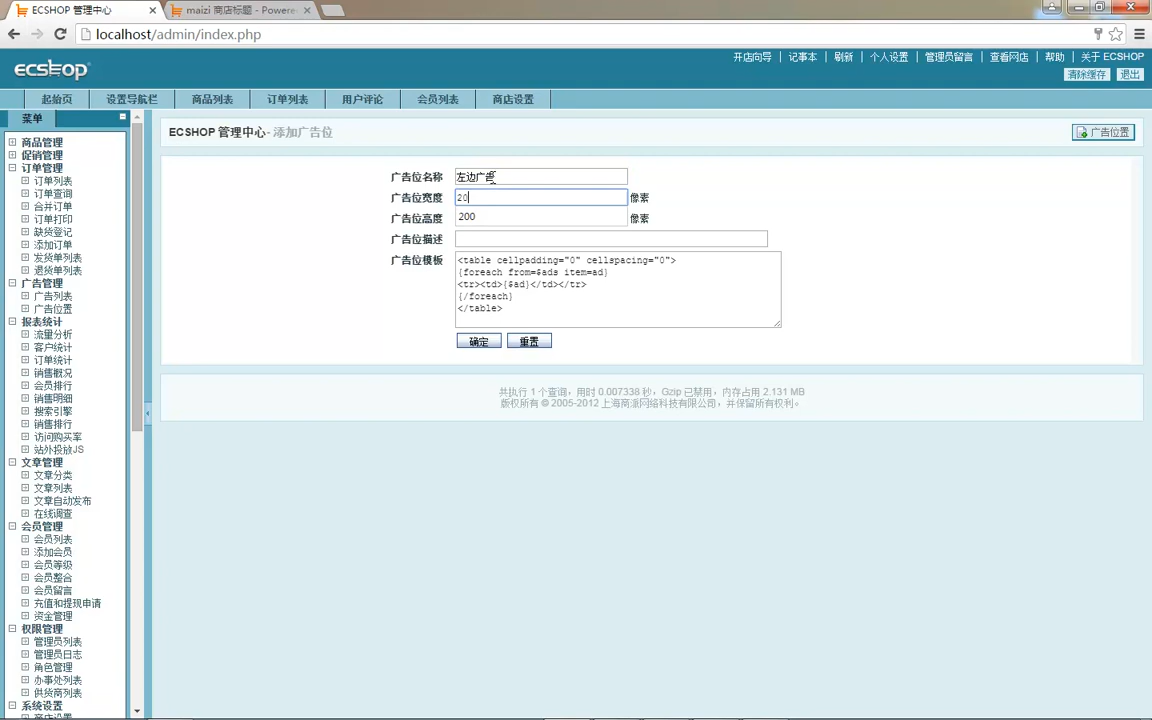 ECSHOP 管理中心
maizi 商店标题 - Powere
localhost/admin/index.php
ecshop
开店向导 | 记事本 | 刷新 | 个人设置 | 管理员留言 | 查看网店 | 帮助 | 关于 ECSHOP
清除缓存 退出
起始页 设置导航栏 商品列表 订单列表 用户评论 会员列表 商店设置
菜单
商品管理
促销管理
订单管理
订单列表
订单查询
合并订单
订单打印
缺货登记
添加订单
发货单列表
退货单列表
广告管理
广告列表
广告位置
报表统计
流量分析
客户统计
订单统计
销售概况
会员排行
销售明细
搜索引擎
销售排行
访问购买率
站外投放JS
文章管理
文章分类
文章列表
文章自动发布
在线调查
会员管理
会员列表
添加会员
会员等级
会员整合
会员留言
充值和提现申请
资金管理
权限管理
管理员列表
管理员日志
角色管理
办事处列表
供货商列表
系统设置
商店设置
ECSHOP 管理中心 - 添加广告位
广告位置
广告位名称 左边广告
广告位宽度 20 像素
广告位高度 200 像素
广告位描述
广告位模板
<table cellpadding="0" cellspacing="0">
{foreach from=$ads item=ad}
<tr><td>{$ad}</td></tr>
{/foreach}
</table>
确定 重置
共执行 1 个查询，用时 0.007338 秒，Gzip 已禁用，内存占用 2.131 MB
版权所有 © 2005-2012 上海商派网络科技有限公司，并保留所有权利。